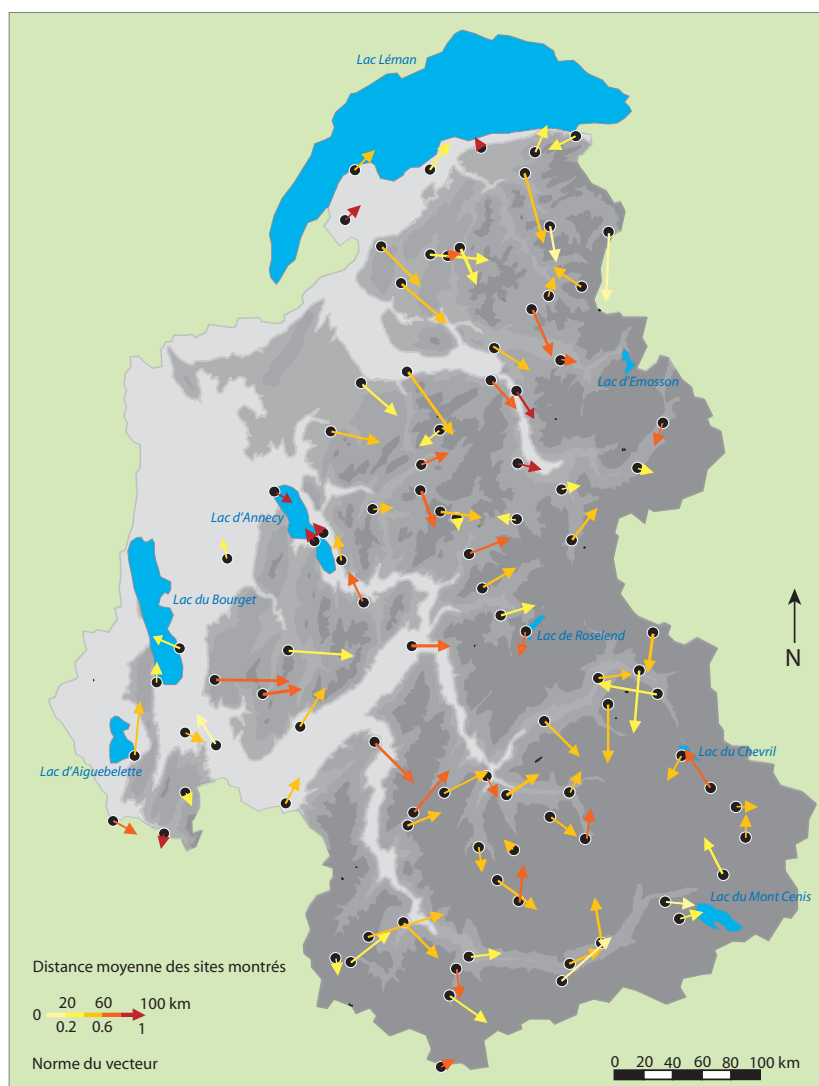 Lac Léman
Lac d'Emosson
Lac d'Annecy
Lac du Bourget
Lac de Roselend
N
Lac d'Aiguebelette
Lac du Chevril
Lac du Mont Cenis
Distance moyenne des sites montrés
20 60 100 km
0
0.2 0.6 1
Norme du vecteur
0 20 40 60 80 100 km